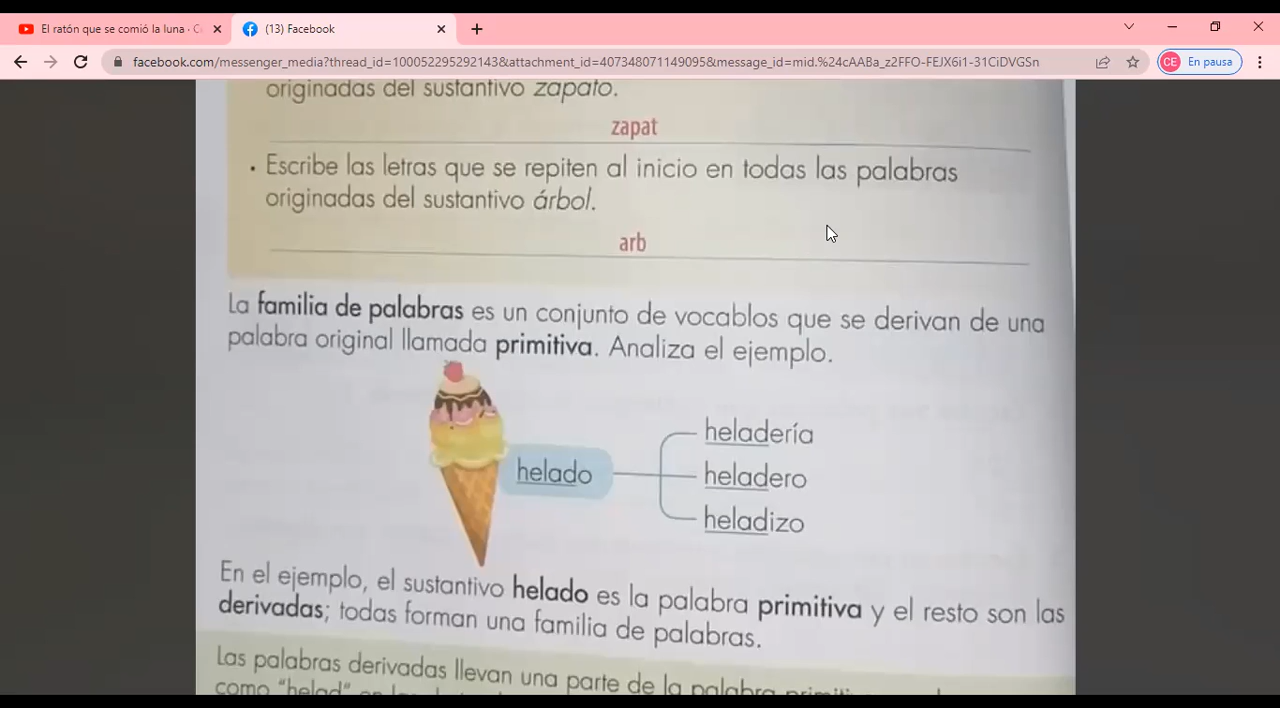 El ratón que se comió la luna · C
(13) Facebook
facebook.com/messenger_media?thread_id=100052295282143&attachment_id=407348071149095&message_id=mid.%24cAABa_z2FFO-FEJX6i1-31CiDVGSn
CE En pausa
originadas del sustantivo zapato.
zapat
· Escribe las letras que se repiten al inicio en todas las palabras
originadas del sustantivo árbol.
arb
La familia de palabras es un conjunto de vocablos que se derivan de una
palabra original llamada primitiva. Analiza el ejemplo.
heladería
helado
heladero
heladizo
En el ejemplo, el sustantivo helado es la palabra primitiva y el resto son las
derivadas; todas forman una familia de palabras.
Las palabras derivadas llevan una parte de la palabra
como "helad"